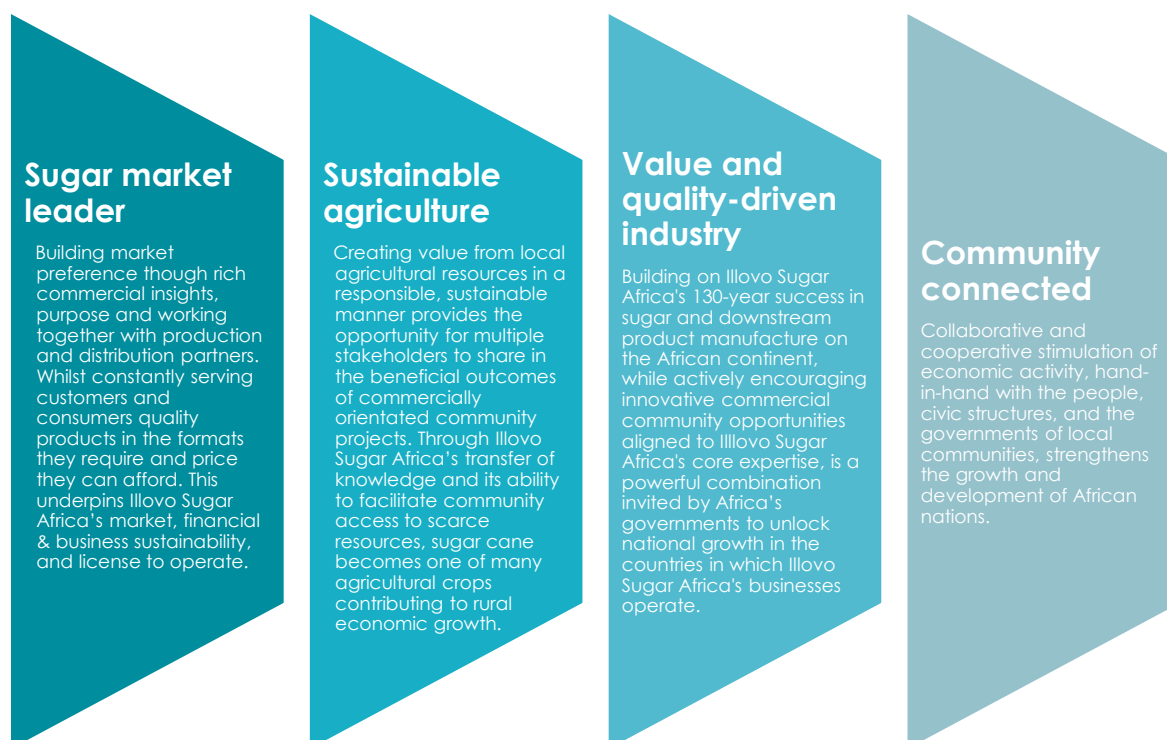 Sugar market
leader
Building market
preference though rich
commercial insights,
purpose and working
together with production
and distribution partners.
Whilst constantly serving
customers and
consumers quality
products in the formats
they require and price
they can afford. This
underpins Illovo Sugar
Africa’s market, financial
& business sustainability,
and license to operate.
Sustainable
agriculture
Creating value from local
agricultural resources in a
responsible, sustainable
manner provides the
opportunity for multiple
stakeholders to share in
the beneficial outcomes
of commercially
orientated community
projects. Through Illovo
Sugar Africa’s transfer of
knowledge and its ability
to facilitate community
access to scarce
resources, sugar cane
becomes one of many
agricultural crops
contributing to rural
economic growth.
Value and
quality-driven
industry
Building on Illovo Sugar
Africa's 130-year success in
sugar and downstream
product manufacture on
the African continent,
while actively encouraging
innovative commercial
community opportunities
aligned to Illlovo Sugar
Africa's core expertise, is a
powerful combination
invited by Africa’s
governments to unlock
national growth in the
countries in which Illovo
Sugar Africa's businesses
operate.
Community
connected
Collaborative and
cooperative stimulation of
economic activity, hand-
in-hand with the people,
civic structures, and the
governments of local
communities, strengthens
the growth and
development of African
nations.